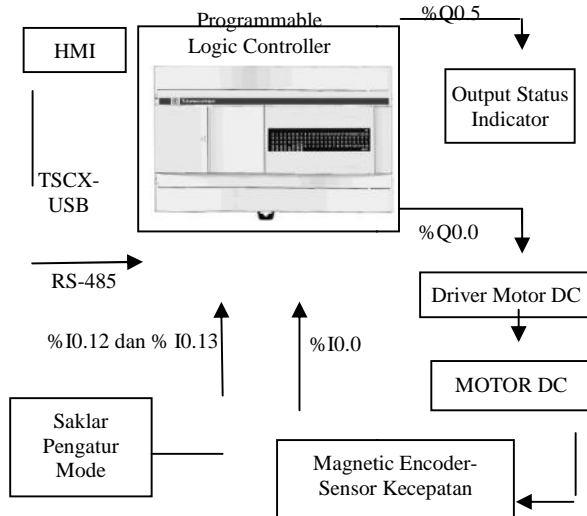 Programmable
Logic Controller
%Q0.5
HMI
Output Status
Indicator
TSCX-
USB
%Q0.0
RS-485
Driver Motor DC
%I0.12 dan % I0.13
%I0.0
MOTOR DC
Saklar
Pengatur
Mode
Magnetic Encoder-
Sensor Kecepatan